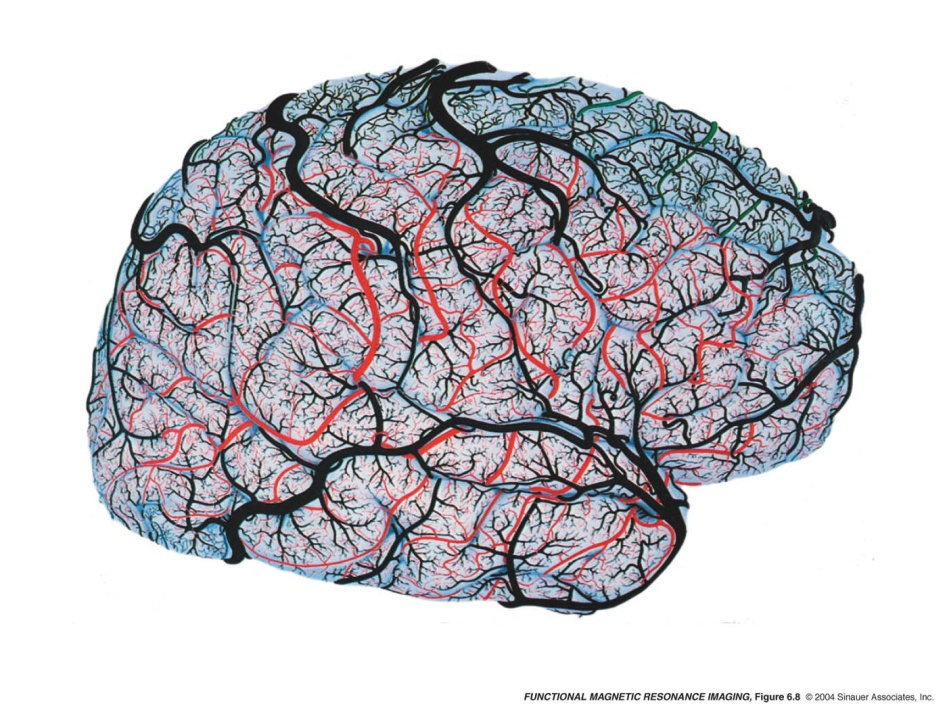 FUNCTIONAL MAGNETIC RESONANCE IMAGING, Figure 6.8 © 2004 Sinauer Associates, Inc.